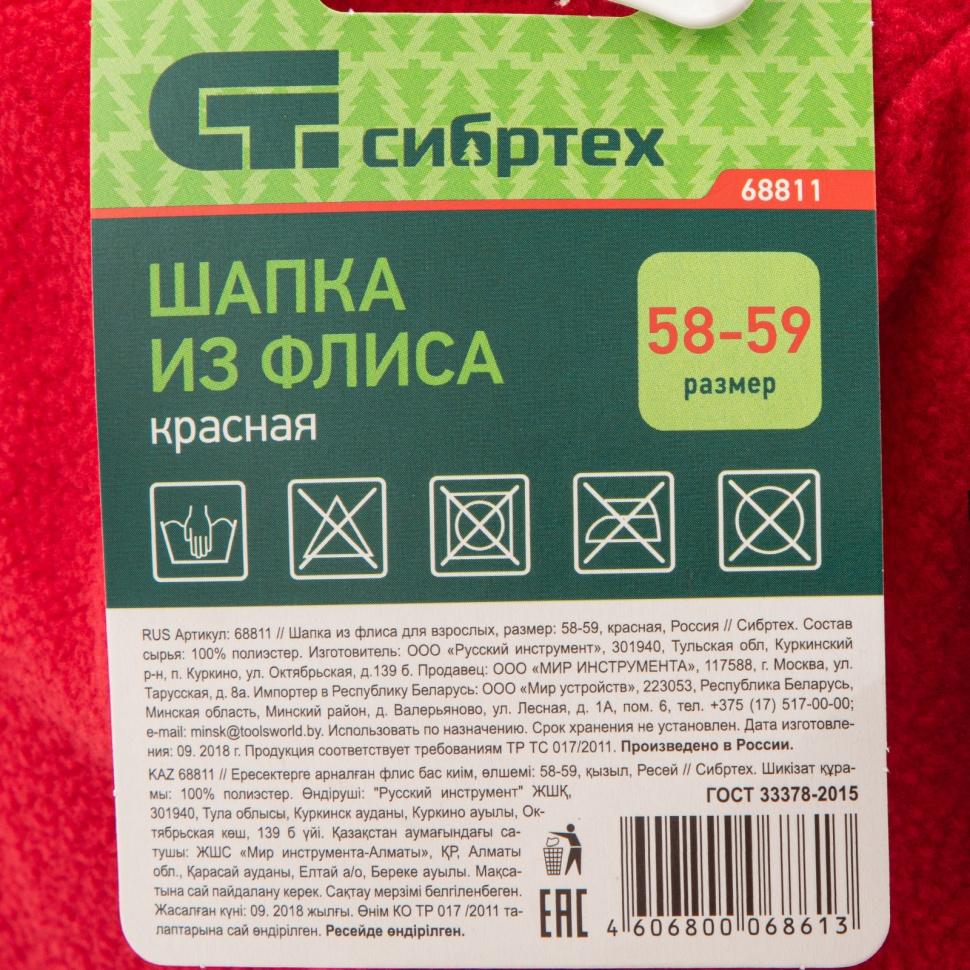 сибртех
68811
ШАПКА
ИЗ ФЛИСА
красная
58-59
размер
RUS Артикул: 68811 // Шапка из флиса для взрослых, размер: 58-59, красная, Россия // Сибртех. Состав
сырья: 100% полиэстер. Изготовитель: ООО «Русский инструмент», 301940, Тульская обл, Куркинский
р-н, п. Куркино, ул. Октябрьская, д.139 б. Продавец: ООО «МИР ИНСТРУМЕНТА», 117588, г. Москва, ул.
Тарусская, д. 8а. Импортер в Республику Беларусь: ООО «Мир устройств», 223053, Республика Беларусь,
Минская область, Минский район, д. Валерьяново, ул. Лесная, д. 1А, пом. 6, тел. +375 (17) 517-00-00;
e-mail: minsk@toolsworld.by. Использовать по назначению. Срок хранения не установлен. Дата изготовле-
ния: 09. 2018 г. Продукция соответствует требованиям ТР ТС 017/2011. Произведено в России.
KAZ 68811 // Ересектерге арналған флис бас киім, өлшемі: 58-59, қызыл, Ресей // Сибртех. Шикізат құра-
мы: 100% полиэстер. Өндіруші: "Русский инструмент" ЖШҚ,
301940, Тула облысы, Куркинск ауданы, Куркино ауылы, Ок-
тябрьская көш, 139 б үйі. Қазақстан аумағындағы са-
тушы: ЖШС «Мир инструмента-Алматы», ҚР, Алматы
обл., Қарасай ауданы, Елтай а/о, Береке ауылы. Мақса-
тына сай пайдалану керек. Сақтау мерзімі белгіленбеген.
Жасалған күні: 09. 2018 жылғы. Өнім КО ТР 017 /2011 та-
лаптарына сай өндірілген. Ресейде өндірілген.
ГОСТ 33378-2015
EAC
4 606800 068613